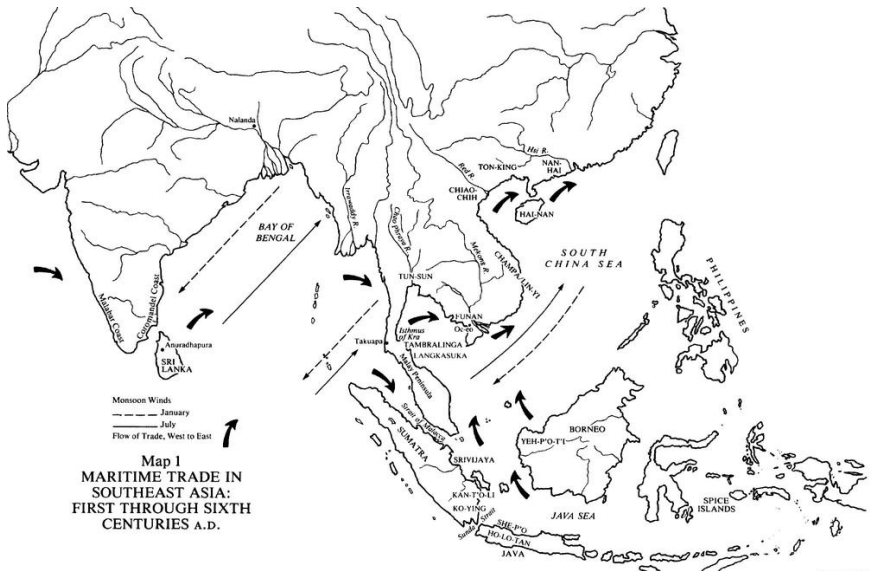 Nalanda
Hsi R.
Red R.
TON-KING
NAN-
HAI
CHIAO-
CHIH
HAI-NAN
Irrawaddy R.
BAY OF
BENGAL
Chao phraya R.
Mekong R.
CHAMPA/LIN-YI
SOUTH
CHINA SEA
PHILIPPINES
TUN-SUN
Malabar Coast
Coromandel Coast
FUNAN
Oc-eo
Isthmus
of Kra
Takuapa
TAMBRALINGA
LANGKASUKA
Anuradhapura
SRI
LANKA
Malay Peninsula
Strait of Malacca
Monsoon Winds
January
July
Flow of Trade, West to East
SUMATRA
SRIVIJAYA
YEH-P'O-T'I
BORNEO
Map 1
MARITIME TRADE IN
SOUTHEAST ASIA:
FIRST THROUGH SIXTH
CENTURIES A.D.
KAN-T'O-LI
KO-YING
SPICE
ISLANDS
JAVA SEA
Sunda Strait
SHE-P'O
HO-LO-TAN
JAVA